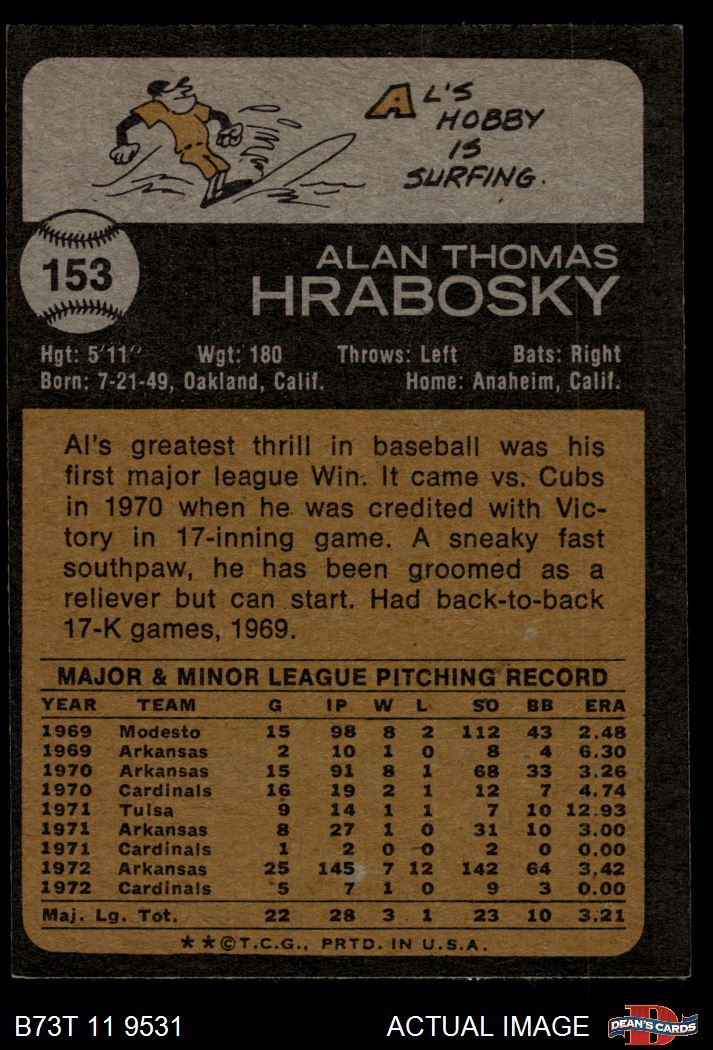 AL'S
HOBBY
IS
SURFING.
153
ALAN THOMAS
HRABOSKY
Hgt: 5'11" Wgt: 180 Throws: Left Bats: Right
Born: 7-21-49, Oakland, Calif. Home: Anaheim, Calif.
Al's greatest thrill in baseball was his
first major league Win. It came vs. Cubs
in 1970 when he was credited with Vic-
tory in 17-inning game. A sneaky fast
southpaw, he has been groomed as a
reliever but can start. Had back-to-back
17-K games, 1969.
MAJOR & MINOR LEAGUE PITCHING RECORD
YEAR TEAM G IP W L SO BB ERA
1969 Modesto 15 98 8 2 112 43 2.48
1969 Arkansas 2 10 1 0 8 4 6.30
1970 Arkansas 15 91 8 1 68 33 3.26
1970 Cardinals 16 19 2 1 12 7 4.74
1971 Tulsa 9 14 1 1 7 10 12.93
1971 Arkansas 8 27 1 0 31 10 3.00
1971 Cardinals 1 2 0 0 2 0 0.00
1972 Arkansas 25 145 7 12 142 64 3.42
1972 Cardinals 5 7 1 0 9 3 0.00
Maj. Lg. Tot. 22 28 3 1 23 10 3.21
**©T.C.G., PRTD. IN U.S.A.
B73T 11 9531 ACTUAL IMAGE
D
DEAN'S CARDS